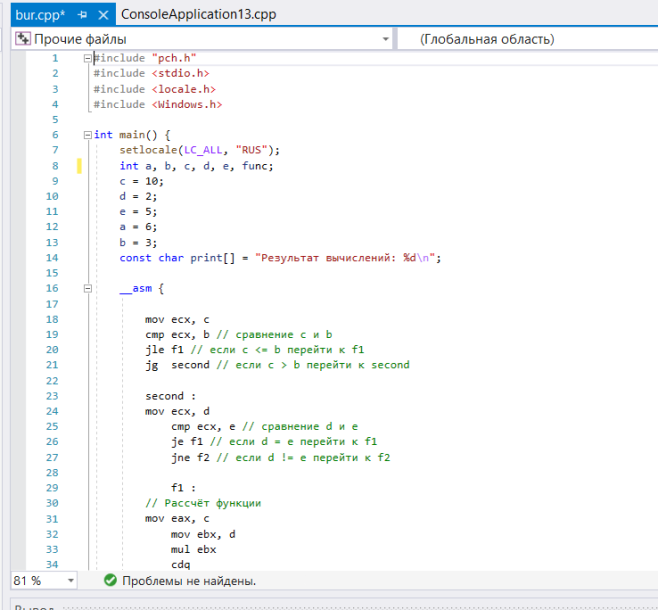 bur.cpp* ConsoleApplication13.cpp
Прочие файлы (Глобальная область)
1 #include "pch.h"
2 #include <stdio.h>
3 #include <locale.h>
4 #include <Windows.h>
5
6 int main() {
7 setlocale(LC_ALL, "RUS");
8 int a, b, c, d, e, func;
9 c = 10;
10 d = 2;
11 e = 5;
12 a = 6;
13 b = 3;
14 const char print[] = "Результат вычислений: %d\n";
15
16 __asm {
17
18 mov ecx, c
19 cmp ecx, b // сравнение c и b
20 jle f1 // если c <= b перейти к f1
21 jg second // если c > b перейти к second
22
23 second :
24 mov ecx, d
25 cmp ecx, e // сравнение d и e
26 je f1 // если d = e перейти к f1
27 jne f2 // если d != e перейти к f2
28
29 f1 :
30 // Рассчёт функции
31 mov eax, c
32 mov ebx, d
33 mul ebx
34 cdq
81 % Проблемы не найдены.
Вывод